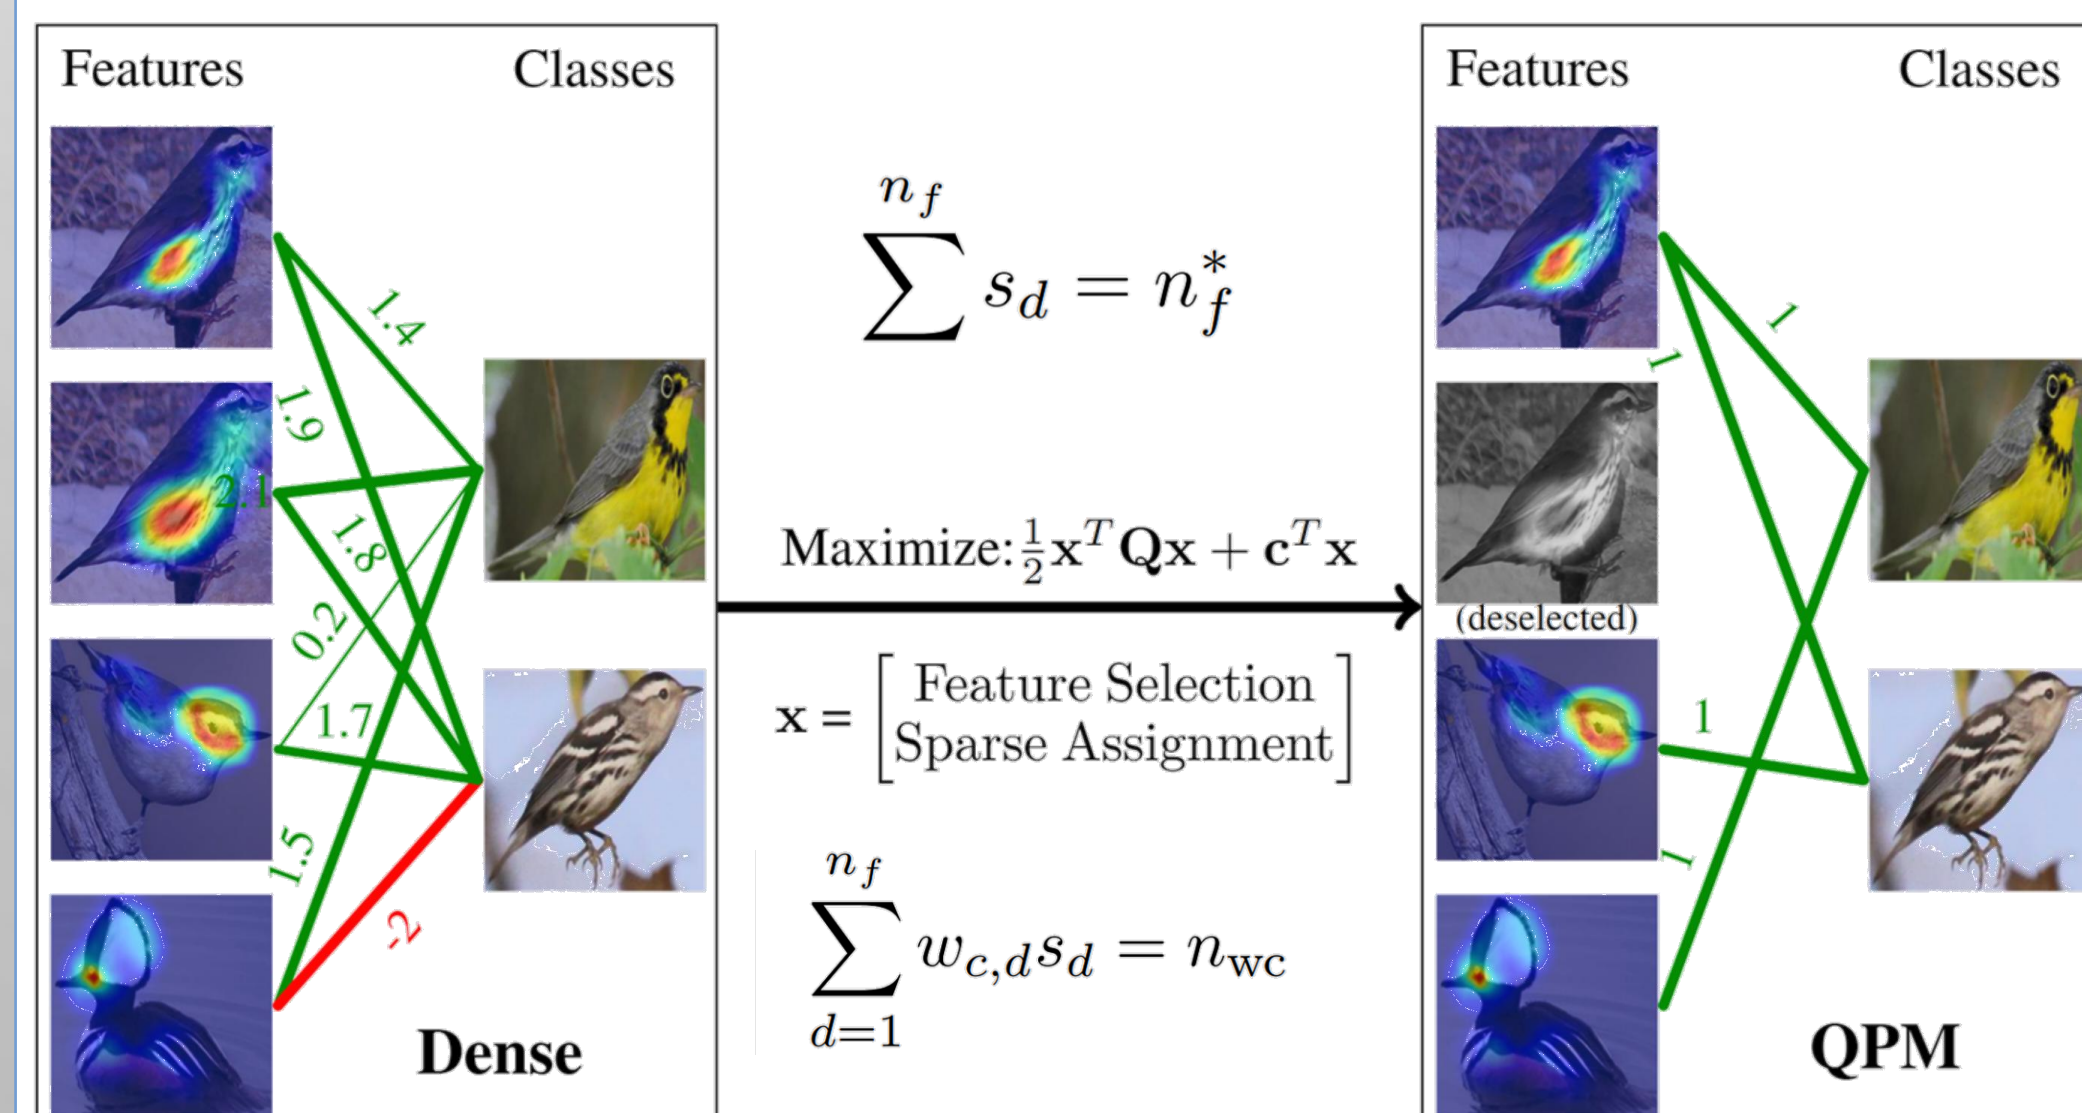 Features Classes
1.4
1.9
2.1
1.8
0.2
1.7
1.5
-2
Dense
n_f
∑ s_d = n_f^*
Maximize: ½x^T Qx + c^T x
x = [Feature Selection
Sparse Assignment]
n_f
∑ w_{c,d} s_d = n_wc
d=1
Features Classes
1
1
(deselected)
1
1
QPM